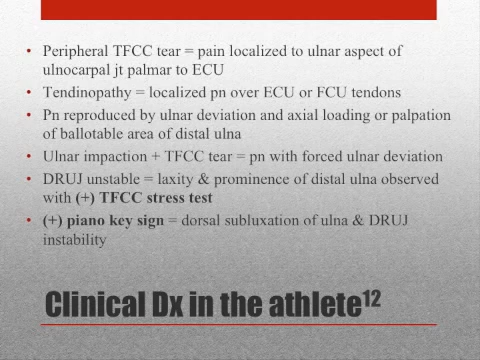 • Peripheral TFCC tear = pain localized to ulnar aspect of
ulnocarpal jt palmar to ECU
• Tendinopathy = localized pn over ECU or FCU tendons
• Pn reproduced by ulnar deviation and axial loading or palpation
of ballotable area of distal ulna
• Ulnar impaction + TFCC tear = pn with forced ulnar deviation
• DRUJ unstable = laxity & prominence of distal ulna observed
with (+) TFCC stress test
• (+) piano key sign = dorsal subluxation of ulna & DRUJ
instability
Clinical Dx in the athlete12